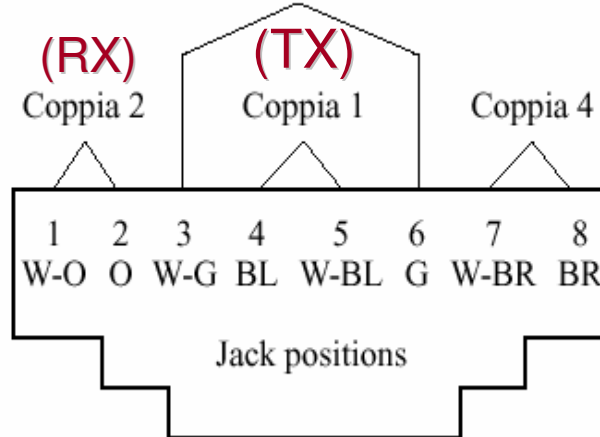 (RX) (TX)
Coppia 2 Coppia 1 Coppia 4
1 2 3 4 5 6 7 8
W-O O W-G BL W-BL G W-BR BR
Jack positions